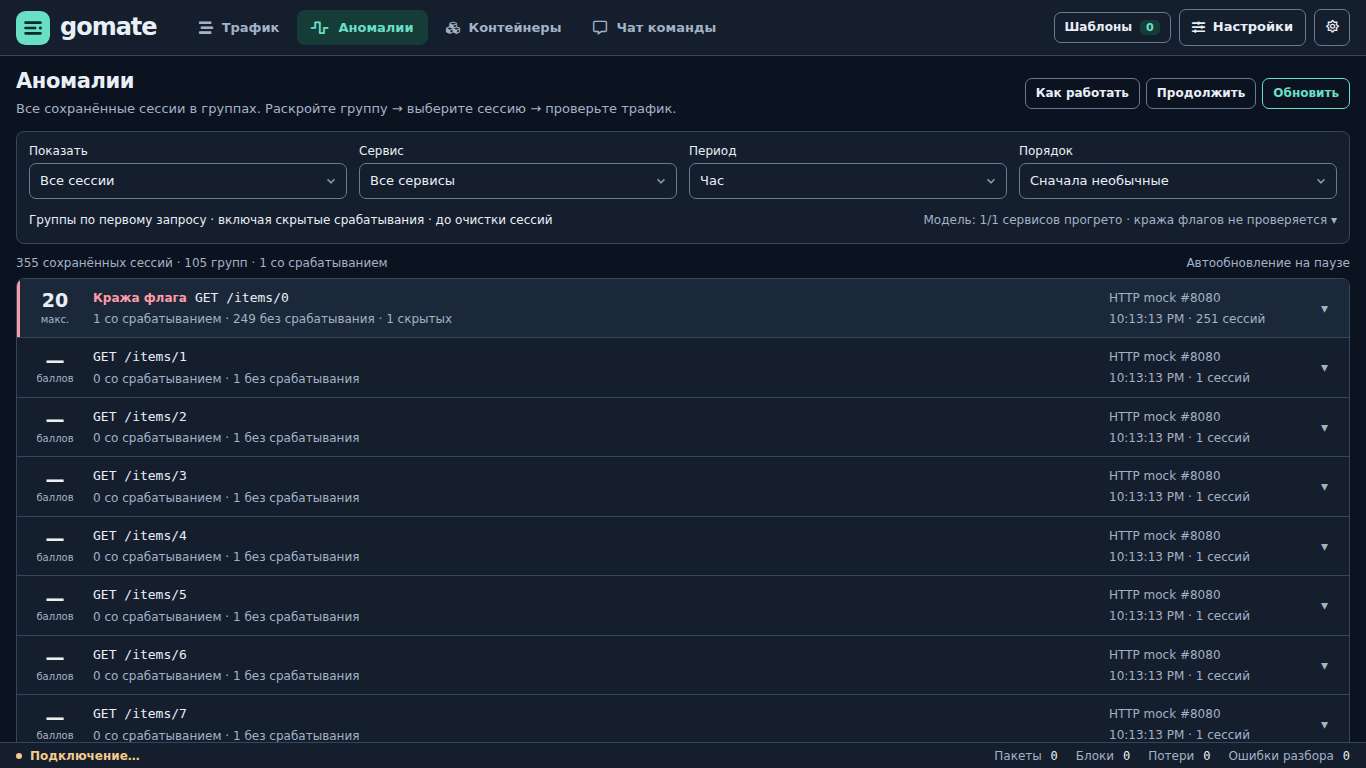 gomate
Трафик
Аномалии
Контейнеры
Чат команды
Шаблоны 0
Настройки
Аномалии
Все сохранённые сессии в группах. Раскройте группу → выберите сессию → проверьте трафик.
Как работать
Продолжить
Обновить
Показать
Сервис
Период
Порядок
Все сессии
Все сервисы
Час
Сначала необычные
Группы по первому запросу · включая скрытые срабатывания · до очистки сессий
Модель: 1/1 сервисов прогрето · кража флагов не проверяется ▾
355 сохранённых сессий · 105 групп · 1 со срабатыванием
Автообновление на паузе
20
макс.
Кража флага GET /items/0
1 со срабатыванием · 249 без срабатывания · 1 скрытых
HTTP mock #8080
10:13:13 PM · 251 сессий
▼
—
баллов
GET /items/1
0 со срабатыванием · 1 без срабатывания
HTTP mock #8080
10:13:13 PM · 1 сессий
▼
—
баллов
GET /items/2
0 со срабатыванием · 1 без срабатывания
HTTP mock #8080
10:13:13 PM · 1 сессий
▼
—
баллов
GET /items/3
0 со срабатыванием · 1 без срабатывания
HTTP mock #8080
10:13:13 PM · 1 сессий
▼
—
баллов
GET /items/4
0 со срабатыванием · 1 без срабатывания
HTTP mock #8080
10:13:13 PM · 1 сессий
▼
—
баллов
GET /items/5
0 со срабатыванием · 1 без срабатывания
HTTP mock #8080
10:13:13 PM · 1 сессий
▼
—
баллов
GET /items/6
0 со срабатыванием · 1 без срабатывания
HTTP mock #8080
10:13:13 PM · 1 сессий
▼
—
баллов
GET /items/7
0 со срабатыванием · 1 без срабатывания
HTTP mock #8080
10:13:13 PM · 1 сессий
▼
Подключение…
Пакеты 0
Блоки 0
Потери 0
Ошибки разбора 0